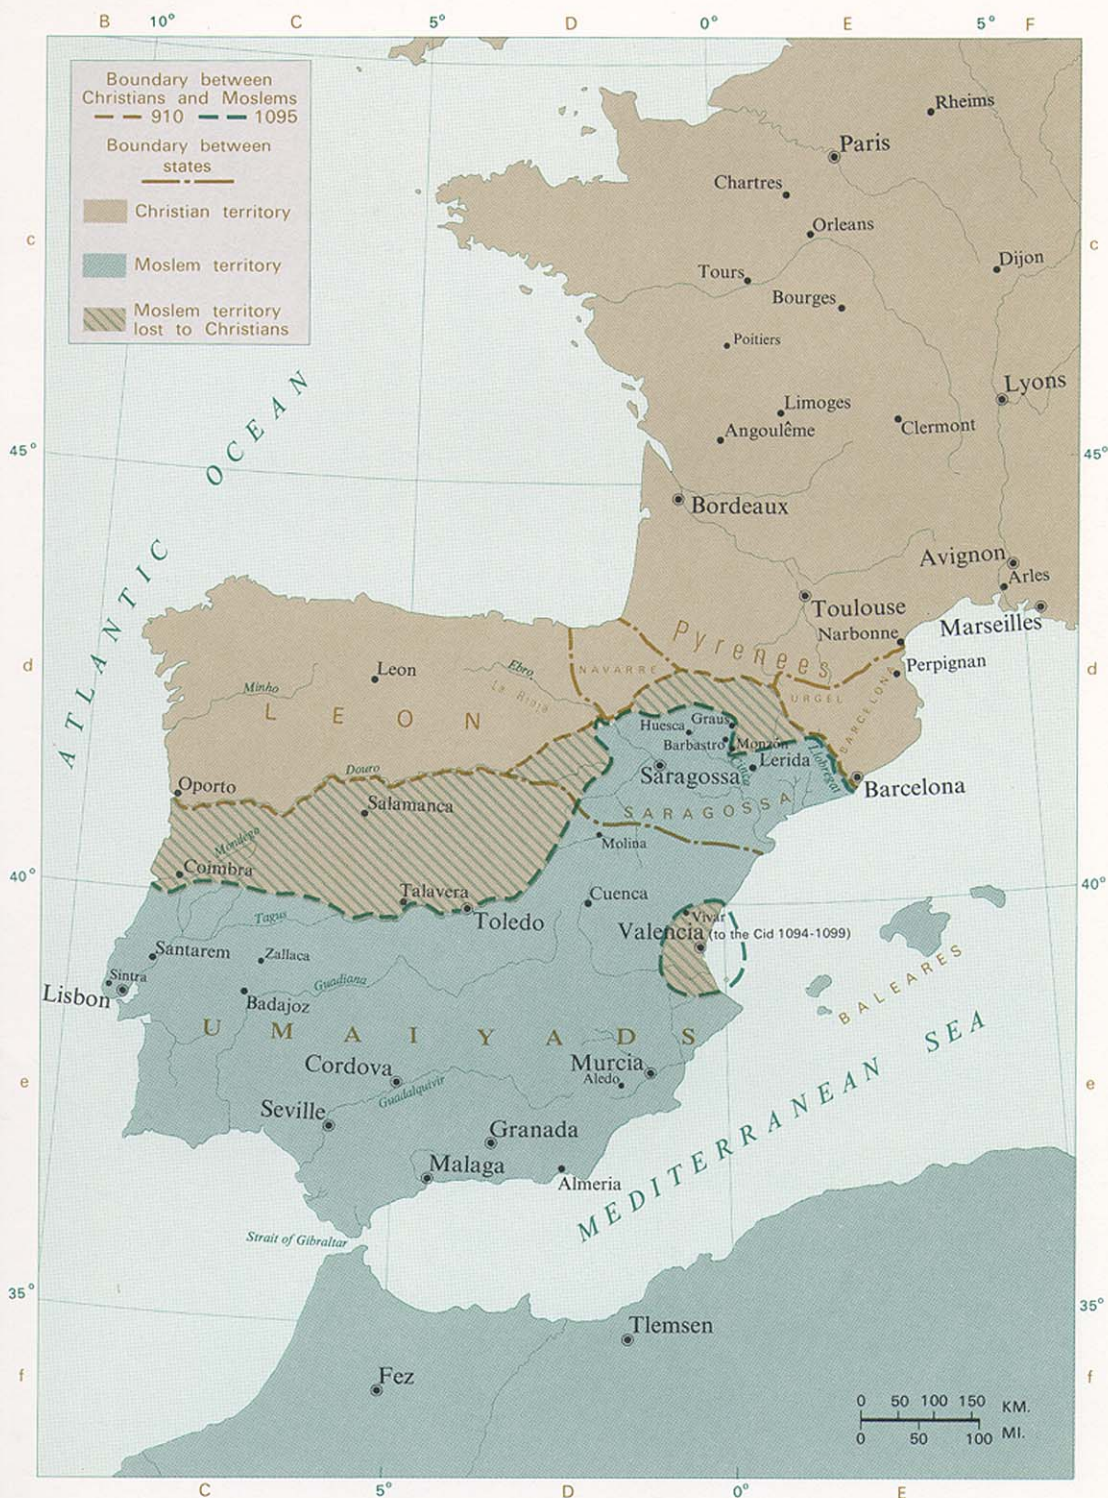 B 10° C 5° D 0° E 5° F
Boundary between
Christians and Moslems
910 1095
Boundary between
states
Christian territory
Moslem territory
Moslem territory
lost to Christians
Rheims
Paris
Chartres
Orleans
c
c
Dijon
Tours
Bourges
Poitiers
Lyons
Limoges
Clermont
Angoulême
45°
45°
ATLANTIC OCEAN
Bordeaux
Avignon
Arles
Toulouse
Marseilles
Narbonne
Pyrenees
d
d
Perpignan
NAVARRE
Leon
Ebro
La Rioja
Minho
URGEL
BARCELONA
LEON
Huesca
Graus
Barbastro
Monzón
Cinca
Llobregat
Lerida
Saragossa
Douro
Oporto
Barcelona
Salamanca
SARAGOSSA
Mondego
Molina
Coimbra
40°
40°
Talavera
Cuenca
Tagus
Toledo
Vivar
Valencia (to the Cid 1094-1099)
Santarem
Zallaca
Sintra
Guadiana
Lisbon
Badajoz
BALEARES
UMAIYADS
MEDITERRANEAN SEA
Cordova
Murcia
Aledo
e
e
Guadalquivir
Seville
Granada
Malaga
Almeria
Strait of Gibraltar
35°
35°
Tlemsen
Fez
f
f
0 50 100 150 KM.
0 50 100 MI.
C 5° D 0° E